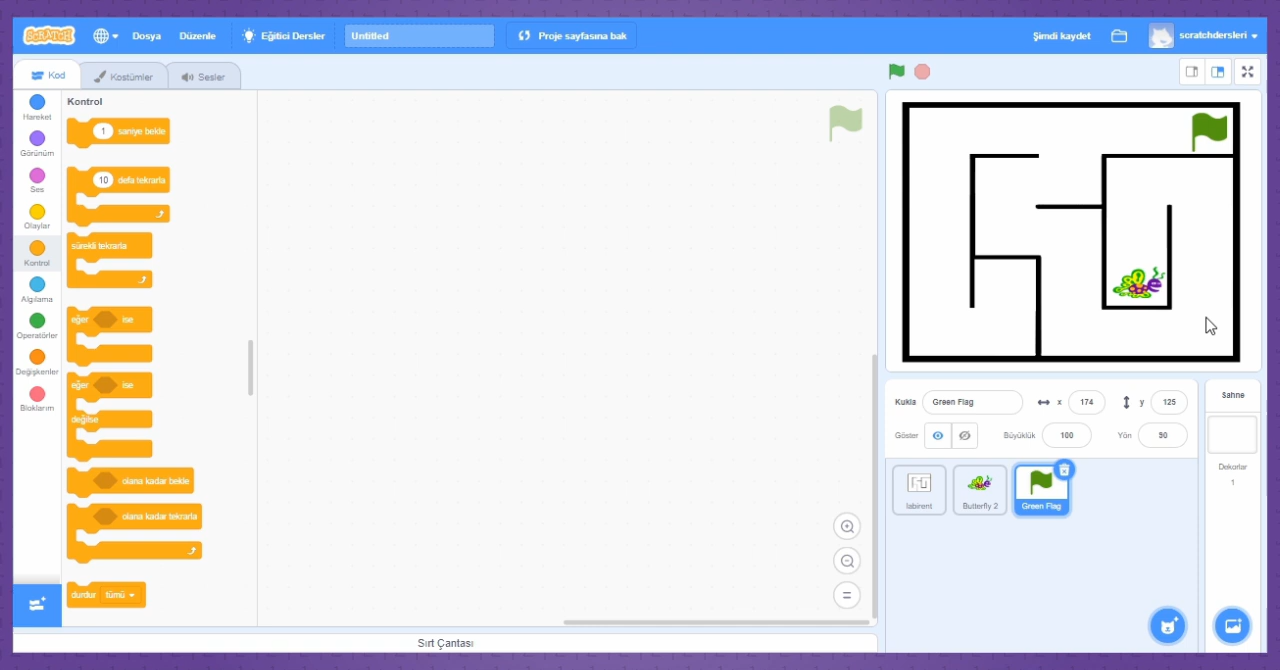 SCRATCH
Dosya
Düzenle
Eğitici Dersler
Untitled
Proje sayfasına bak
Şimdi kaydet
scratchdersleri
Kod
Kostümler
Sesler
Hareket
Görünüm
Ses
Olaylar
Kontrol
Algılama
Operatörler
Değişkenler
Bloklarım
Kontrol
1 saniye bekle
10 defa tekrarla
sürekli tekrarla
eğer ise
eğer ise
değilse
olana kadar bekle
olana kadar tekrarla
durdur tümü
Sırt Çantası
Kukla Green Flag x 174 y 125
Göster Büyüklük 100 Yön 90
labirent
Butterfly 2
Green Flag
Sahne
Dekorlar
1